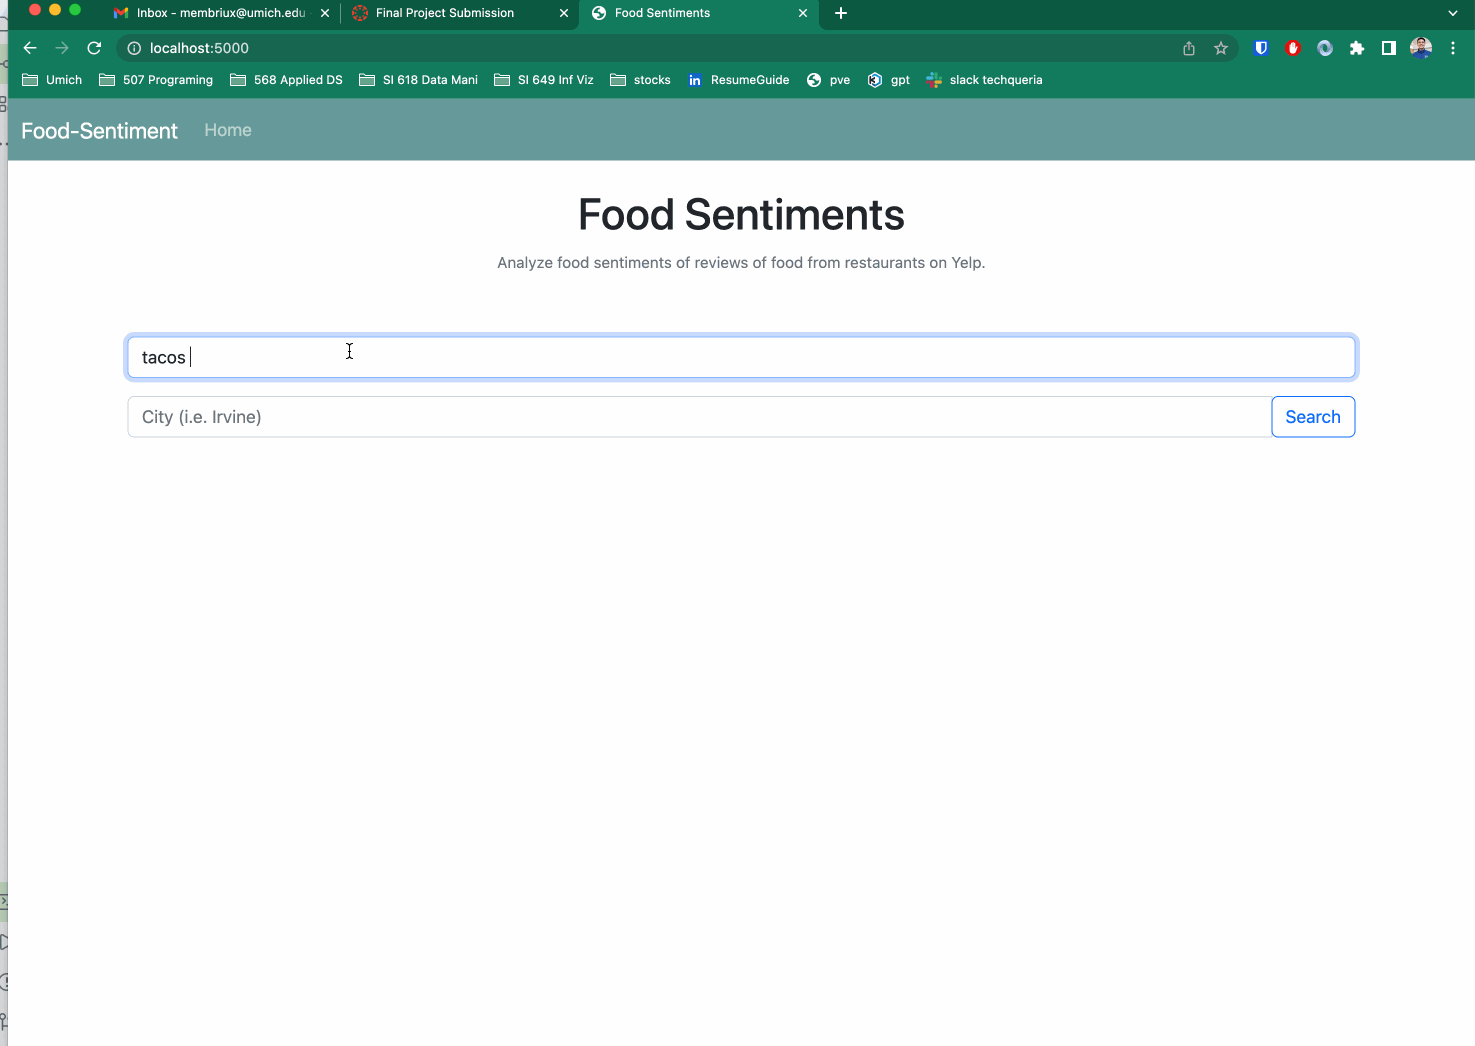 Inbox - membriux@umich.edu
Final Project Submission
Food Sentiments
localhost:5000
Umich
507 Programing
568 Applied DS
SI 618 Data Mani
SI 649 Inf Viz
stocks
in
ResumeGuide
pve
gpt
slack techqueria
Food-Sentiment
Home
Food Sentiments
Analyze food sentiments of reviews of food from restaurants on Yelp.
tacos
City (i.e. Irvine)
Search